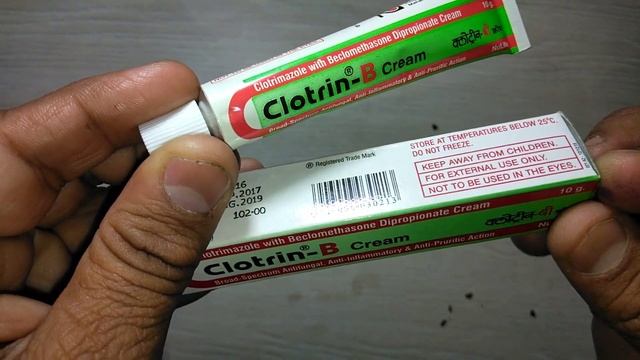 Clotrimazole with Beclomethasone Dipropionate Cream
10 g.
Clotrin®-B Cream
क्लोट्रीन-बी क्रीम
Broad-Spectrum Antifungal, Anti-Inflammatory & Anti-Pruritic Action
® Registered Trade Mark
STORE AT TEMPERATURES BELOW 25°C.
DO NOT FREEZE.
KEEP AWAY FROM CHILDREN.
FOR EXTERNAL USE ONLY.
NOT TO BE USED IN THE EYES.
16
.2017
G.2019
102-00
10 g.
lotrimazole with Beclomethasone Dipropionate Cream
Clotrin®-B Cream
Broad-Spectrum Antifungal, Anti-Inflammatory & Anti-Pruritic Action